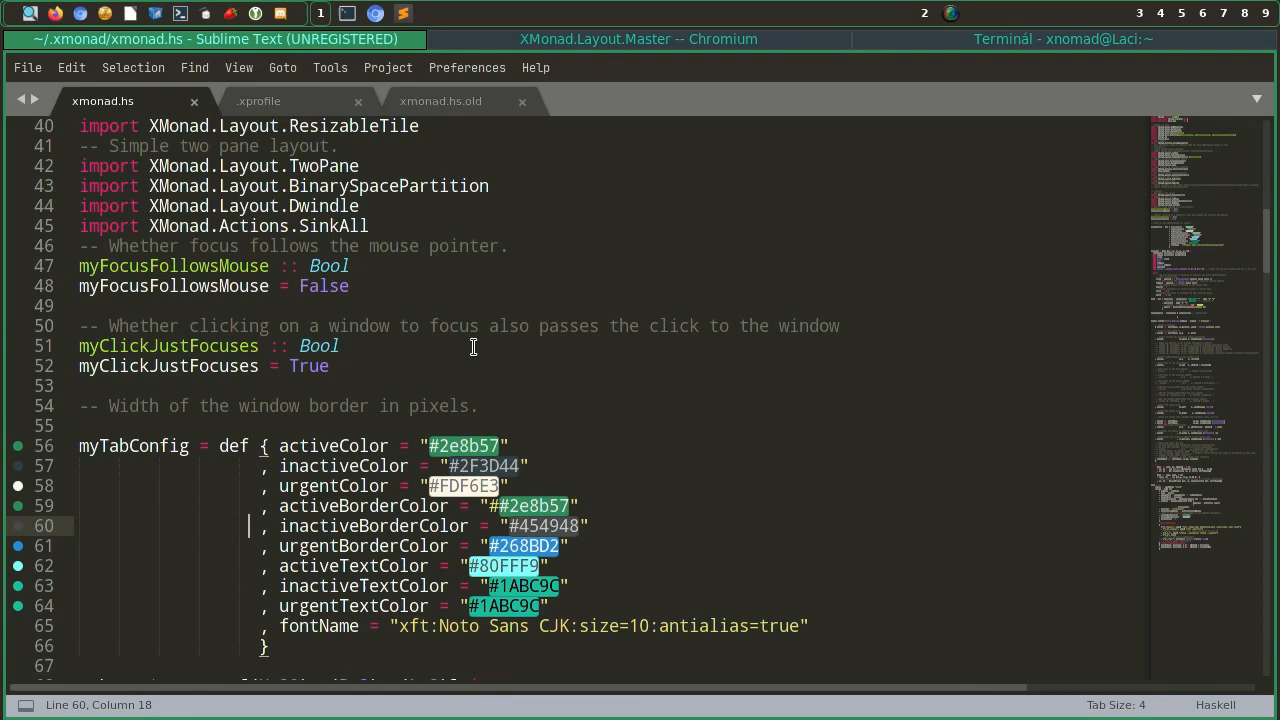 1 2 3 4 5 6 7 8 9
~/.xmonad/xmonad.hs - Sublime Text (UNREGISTERED) XMonad.Layout.Master -- Chromium Terminál - xnomad@Laci:~
File Edit Selection Find View Goto Tools Project Preferences Help
xmonad.hs × .xprofile × xmonad.hs.old ×
40 import XMonad.Layout.ResizableTile
41 -- Simple two pane layout.
42 import XMonad.Layout.TwoPane
43 import XMonad.Layout.BinarySpacePartition
44 import XMonad.Layout.Dwindle
45 import XMonad.Actions.SinkAll
46 -- Whether focus follows the mouse pointer.
47 myFocusFollowsMouse :: Bool
48 myFocusFollowsMouse = False
49
50 -- Whether clicking on a window to focus also passes the click to the window
51 myClickJustFocuses :: Bool
52 myClickJustFocuses = True
53
54 -- Width of the window border in pixels.
55
56 myTabConfig = def { activeColor = "#2e8b57"
57 , inactiveColor = "#2F3D44"
58 , urgentColor = "#FDF6E3"
59 , activeBorderColor = "##2e8b57"
60 , inactiveBorderColor = "#454948"
61 , urgentBorderColor = "#268BD2"
62 , activeTextColor = "#80FFF9"
63 , inactiveTextColor = "#1ABC9C"
64 , urgentTextColor = "#1ABC9C"
65 , fontName = "xft:Noto Sans CJK:size=10:antialias=true"
66 }
67
Line 60, Column 18 Tab Size: 4 Haskell